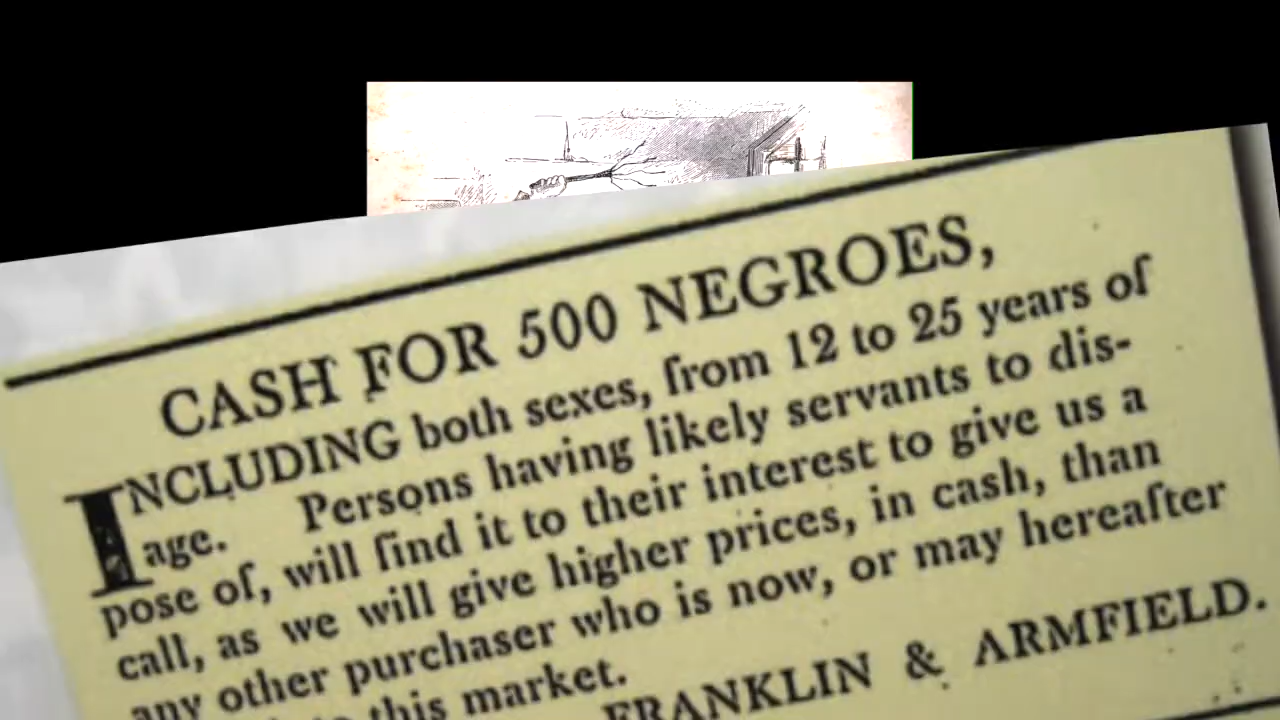 CASH FOR 500 NEGROES,
INCLUDING both sexes, from 12 to 25 years of
age. Persons having likely servants to dis-
pose of, will find it to their interest to give us a
call, as we will give higher prices, in cash, than
any other purchaser who is now, or may hereafter
this market.
FRANKLIN & ARMFIELD.